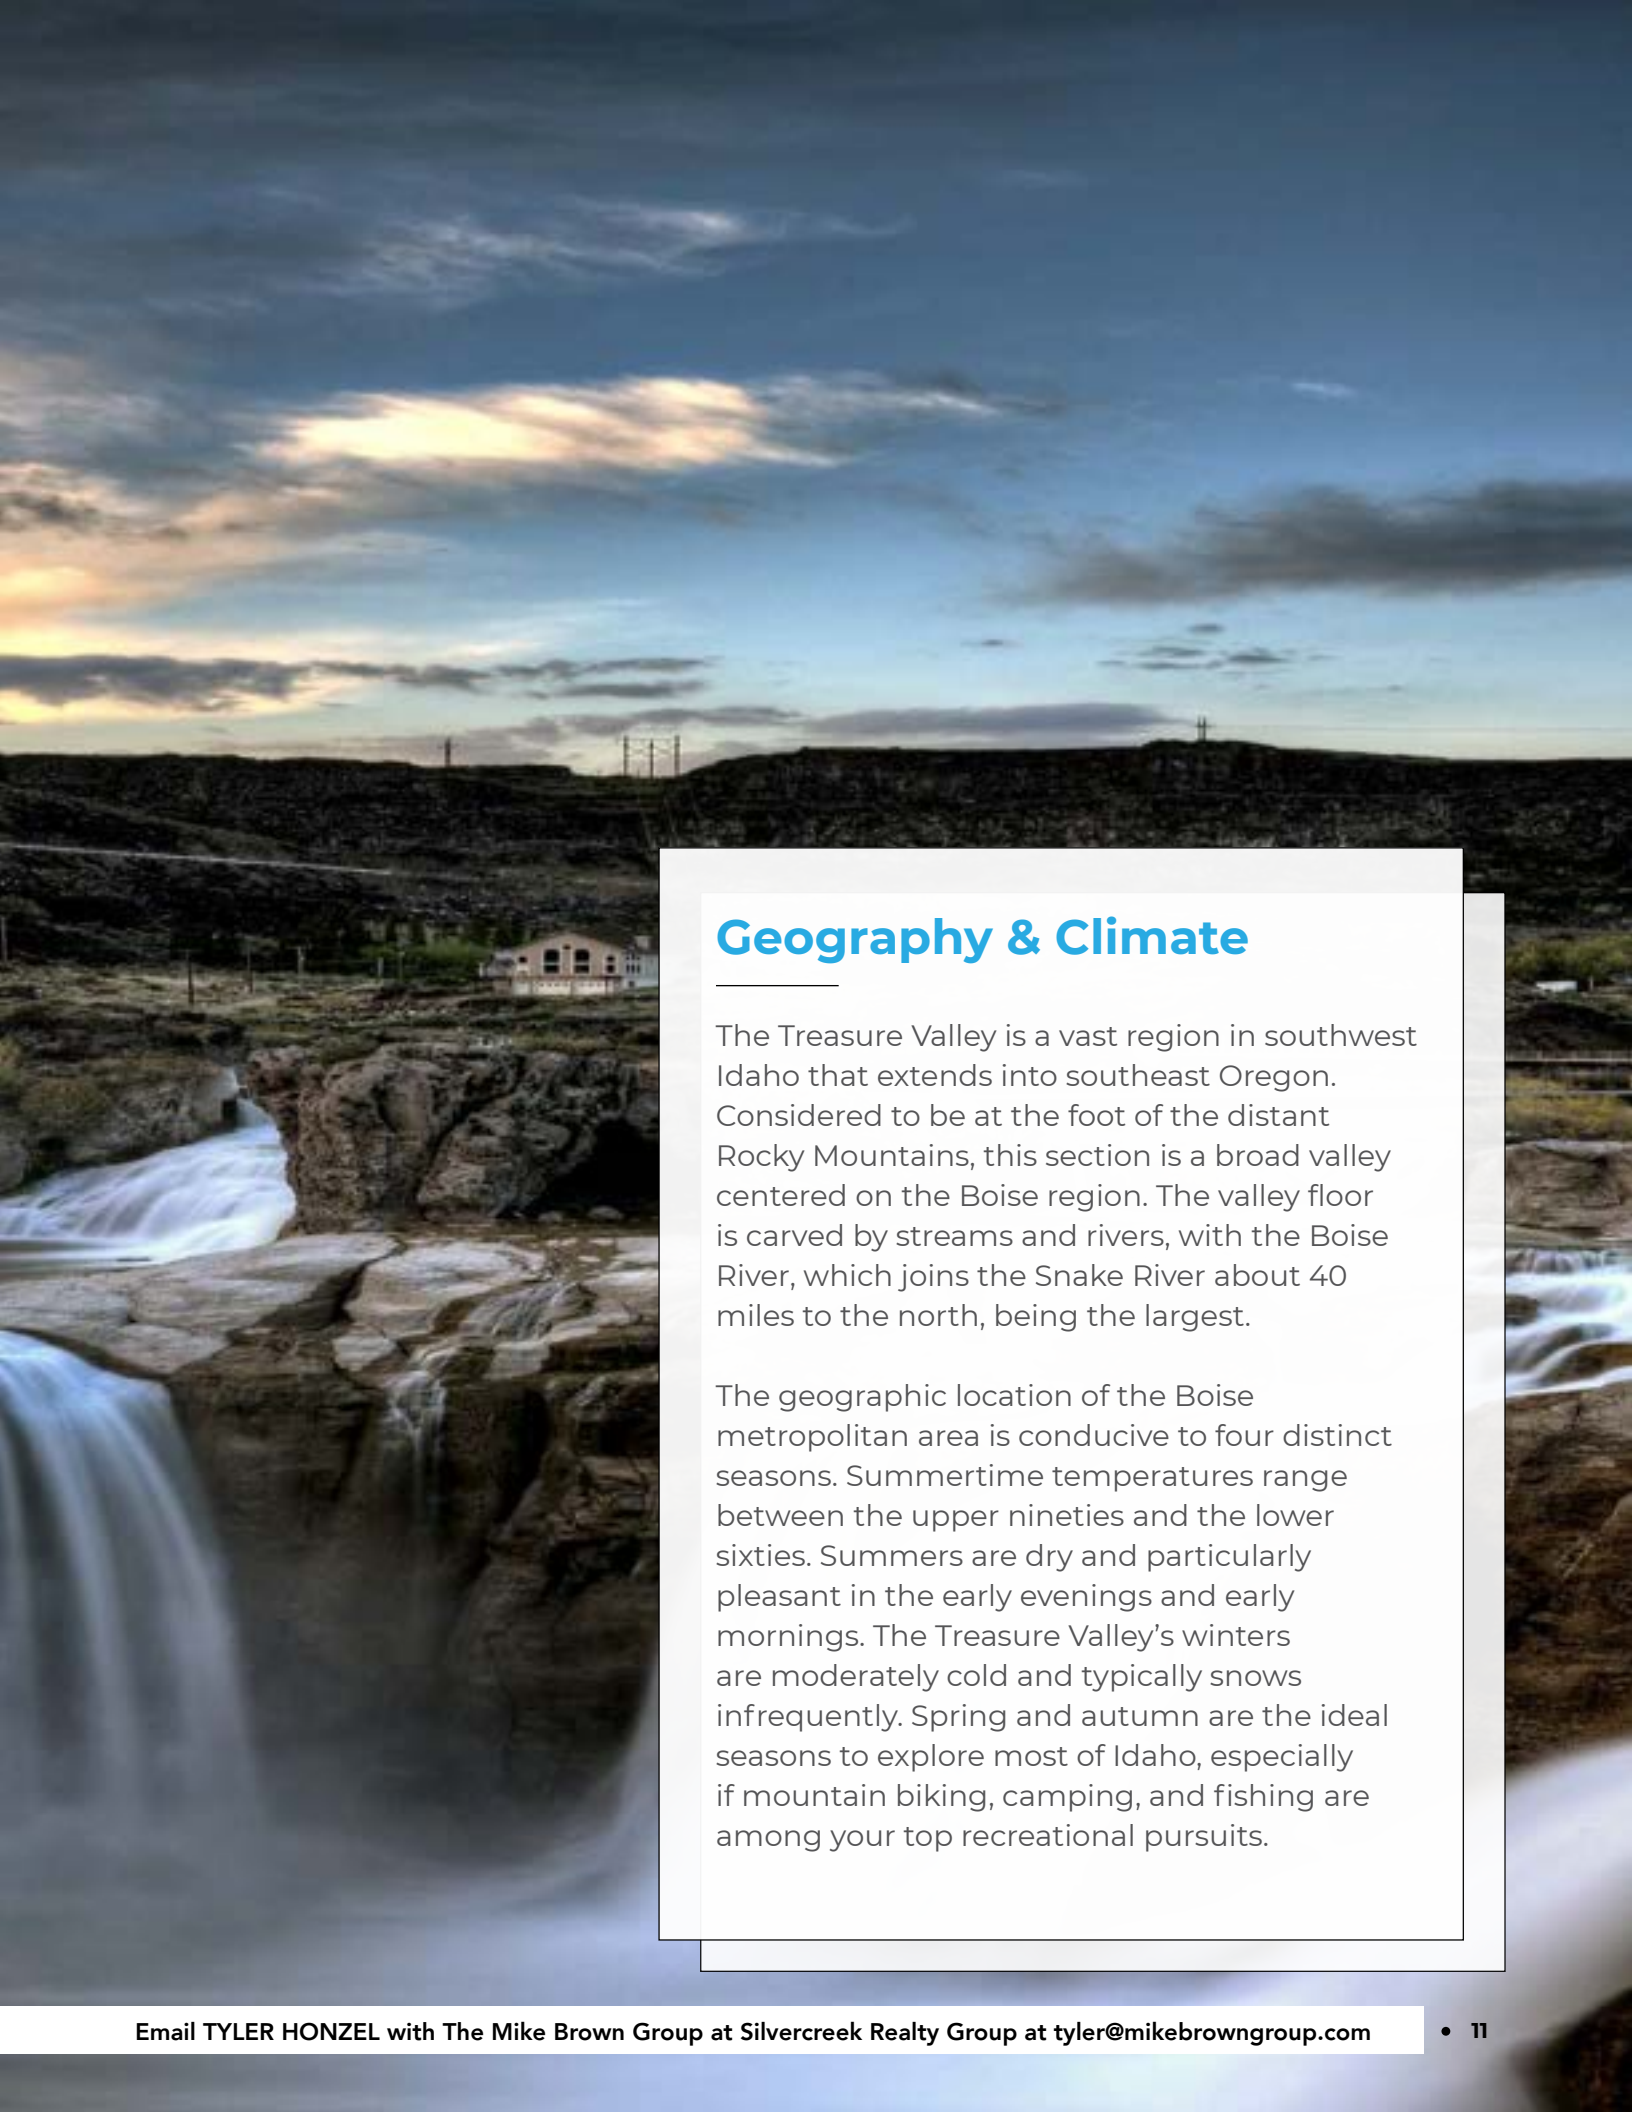 Geography & Climate
The Treasure Valley is a vast region in southwest
Idaho that extends into southeast Oregon.
Considered to be at the foot of the distant
Rocky Mountains, this section is a broad valley
centered on the Boise region. The valley floor
is carved by streams and rivers, with the Boise
River, which joins the Snake River about 40
miles to the north, being the largest.
The geographic location of the Boise
metropolitan area is conducive to four distinct
seasons. Summertime temperatures range
between the upper nineties and the lower
sixties. Summers are dry and particularly
pleasant in the early evenings and early
mornings. The Treasure Valley’s winters
are moderately cold and typically snows
infrequently. Spring and autumn are the ideal
seasons to explore most of Idaho, especially
if mountain biking, camping, and fishing are
among your top recreational pursuits.
Email TYLER HONZEL with The Mike Brown Group at Silvercreek Realty Group at tyler@mikebrowngroup.com • 11